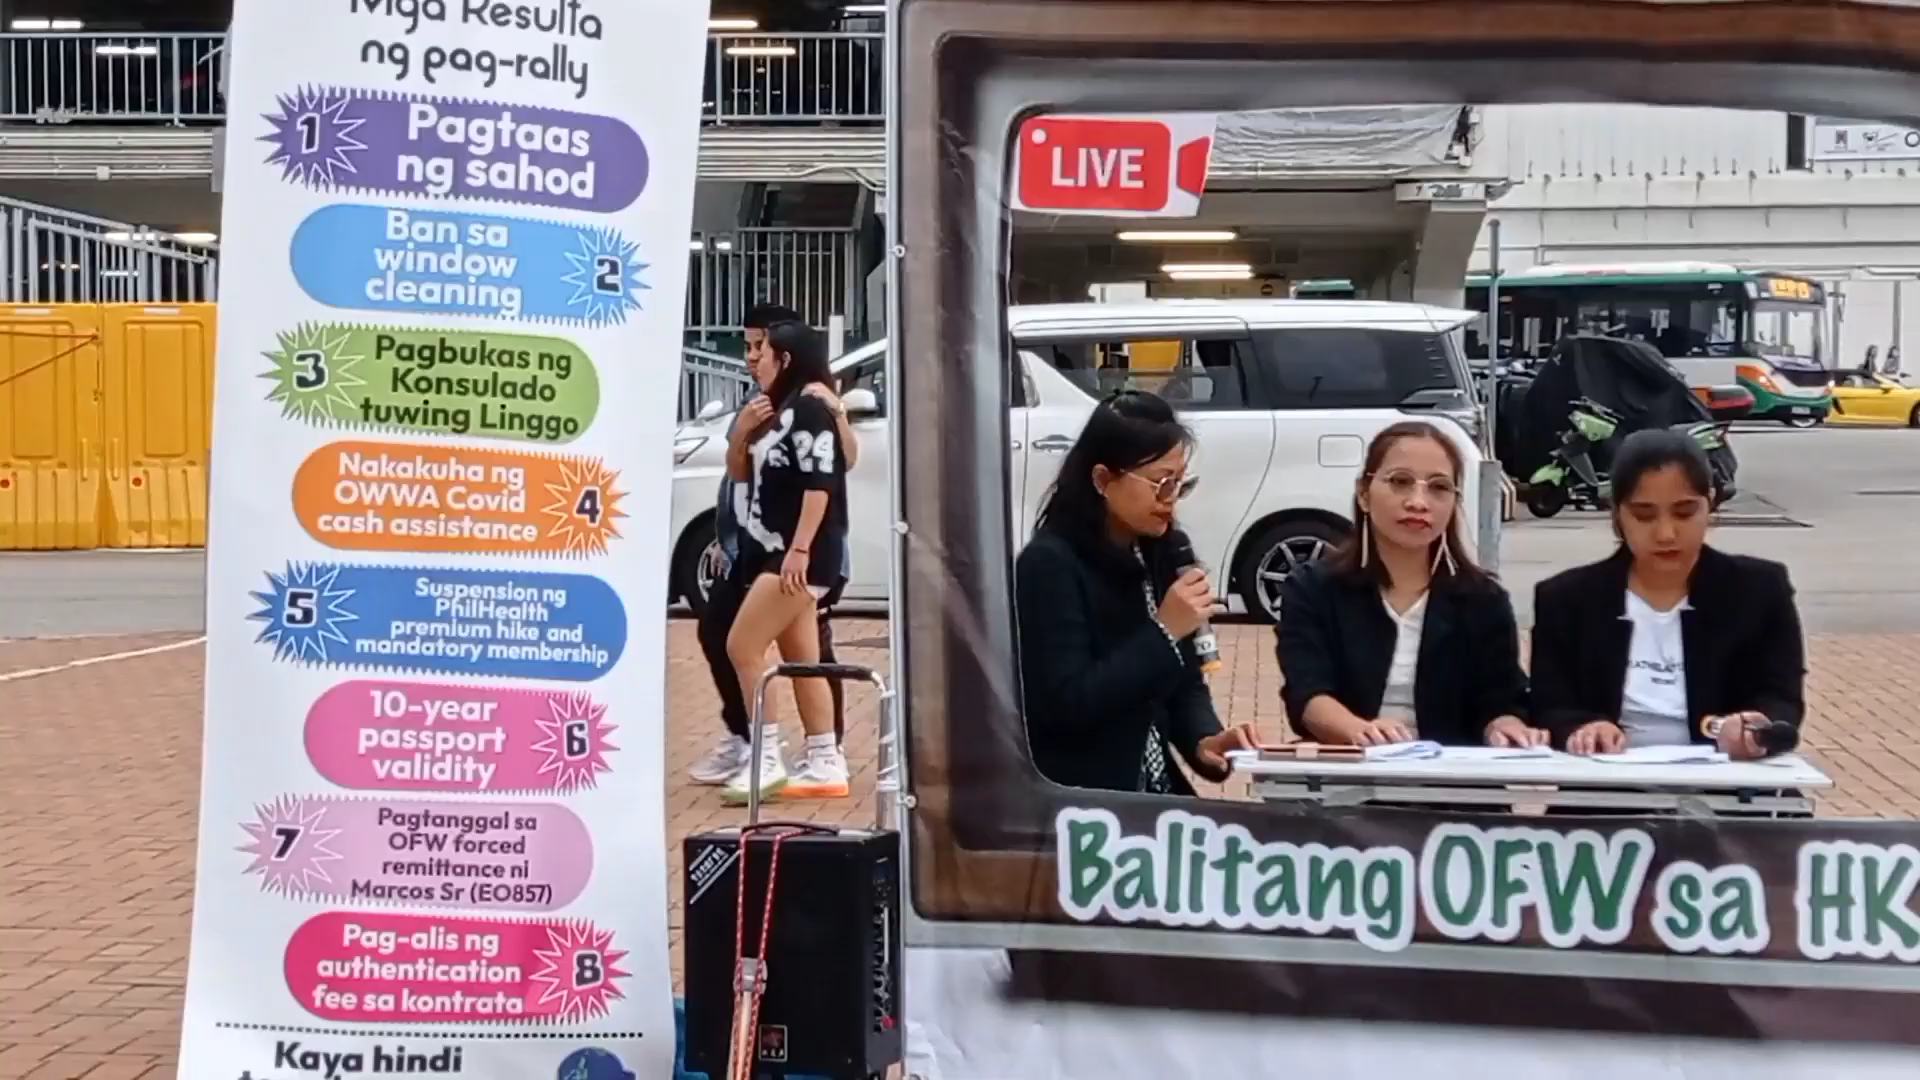 Mga Resulta
ng pag-rally
1
Pagtaas
ng sahod
Ban sa
window
cleaning
2
3
Pagbukas ng
Konsulado
tuwing Linggo
Nakakuha ng
OWWA Covid
cash assistance
4
5
Suspension ng
PhilHealth
premium hike and
mandatory membership
10-year
passport
validity
6
7
Pagtanggal sa
OFW forced
remittance ni
Marcos Sr (EO857)
Pag-alis ng
authentication
fee sa kontrata
8
Kaya hindi
LIVE
24
Balitang OFW sa HK